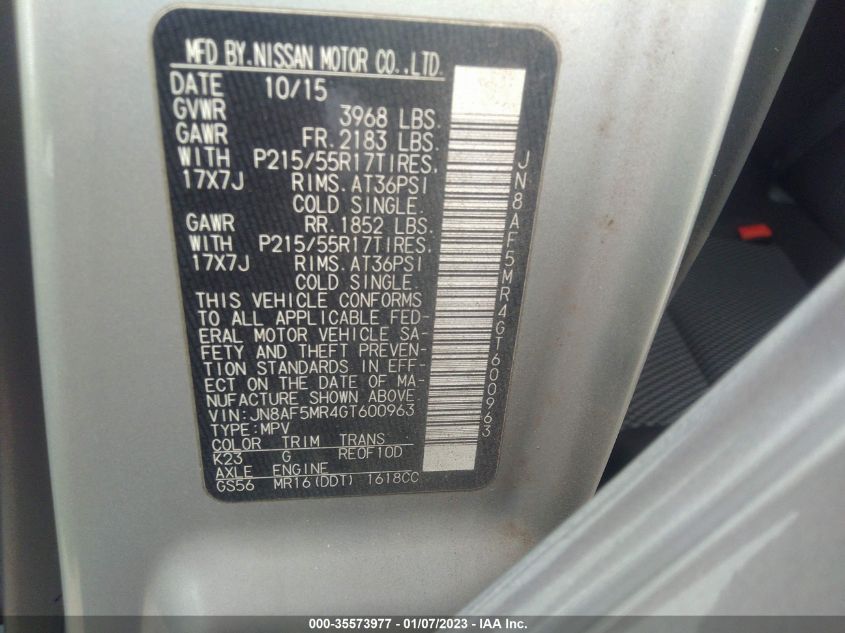 MFD BY.NISSAN MOTOR CO.,LTD.
DATE 10/15
GVWR 3968 LBS.
GAWR FR.2183 LBS.
WITH P215/55R17TIRES,
17X7J RIMS.AT36PSI
COLD SINGLE.
GAWR RR.1852 LBS.
WITH P215/55R17TIRES,
17X7J RIMS.AT36PSI
COLD SINGLE.
THIS VEHICLE CONFORMS
TO ALL APPLICABLE FED-
ERAL MOTOR VEHICLE SA-
FETY AND THEFT PREVEN-
TION STANDARDS IN EFF-
ECT ON THE DATE OF MA-
NUFACTURE SHOWN ABOVE.
VIN:JN8AF5MR4GT600963
TYPE:MPV
COLOR TRIM TRANS
K23 G RE0F10D
AXLE ENGINE
GS56 MR16(DDT) 1618CC
JN8AF5MR4GT600963
000-35573977 - 01/07/2023 - IAA Inc.